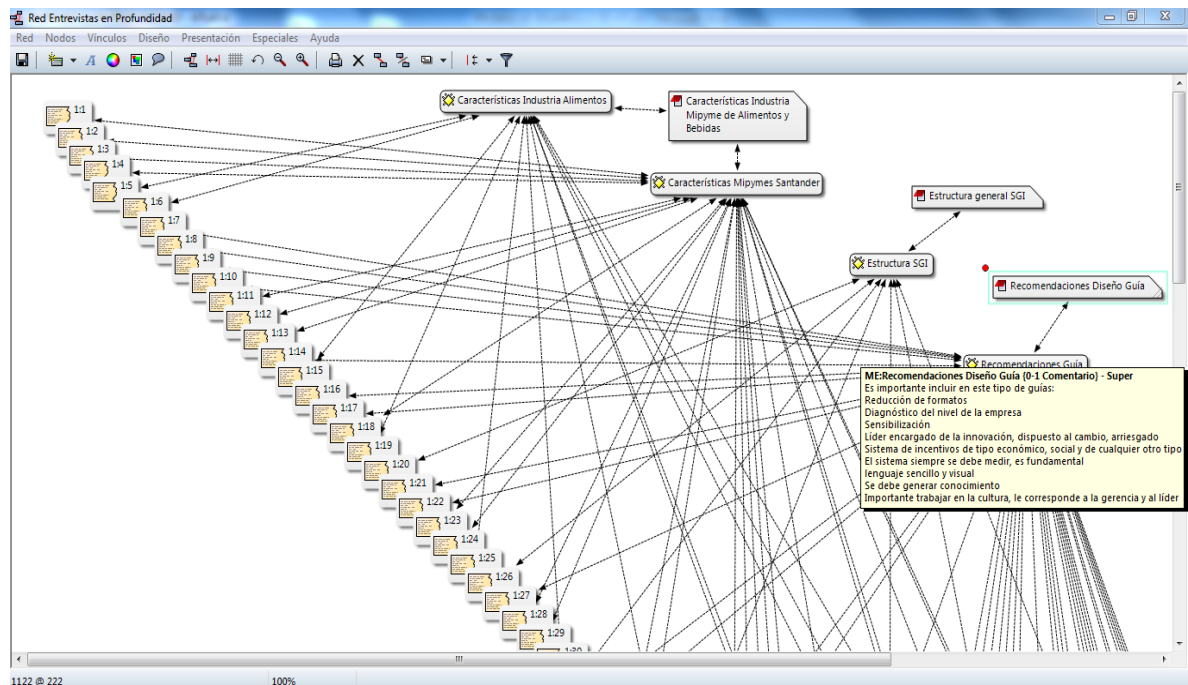 Red Entrevistas en Profundidad
Red Nodos Vínculos Diseño Presentación Especiales Ayuda
A
Características Industria Alimentos
Características Industria
Mipyme de Alimentos y
Bebidas
Características Mipymes Santander
Estructura general SGI
Estructura SGI
Recomendaciones Diseño Guía
Recomendaciones Guía
ME:Recomendaciones Diseño Guía {0-1 Comentario} - Super
Es importante incluir en este tipo de guías:
Reducción de formatos
Diagnóstico del nivel de la empresa
Sensibilización
Líder encargado de la innovación, dispuesto al cambio, arriesgado
Sistema de incentivos de tipo económico, social y de cualquier otro tipo
El sistema siempre se debe medir, es fundamental
lenguaje sencillo y visual
Se debe generar conocimiento
Importante trabajar en la cultura, le corresponde a la gerencia y al líder
1:1
1:2
1:3
1:4
1:5
1:6
1:7
1:8
1:9
1:10
1:11
1:12
1:13
1:14
1:15
1:16
1:17
1:18
1:19
1:20
1:21
1:22
1:23
1:24
1:25
1:26
1:27
1:28
1:29
1:30
1122 @ 222
100%